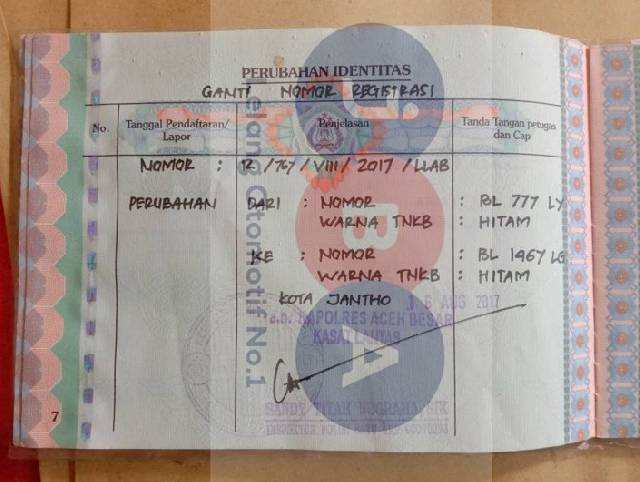 PERUBAHAN IDENTITAS
GANTI NOMOR REGISTRASI
No. Tanggal Pendaftaran/ Lapor Penjelasan Tanda Tangan petugas dan Cap
NOMOR : R /767 / VIII / 2017 / LLAB
PERUBAHAN DARI : NOMOR : BL 777 LY
WARNA TNKB : HITAM
KE : NOMOR : BL 1467 LG
WARNA TNKB : HITAM
KOTA JANTHO 16 AUG 2017
a.n. KAPOLRES ACEH BESAR
KASAT LANTAS
7
Lelang Otomotif No.1